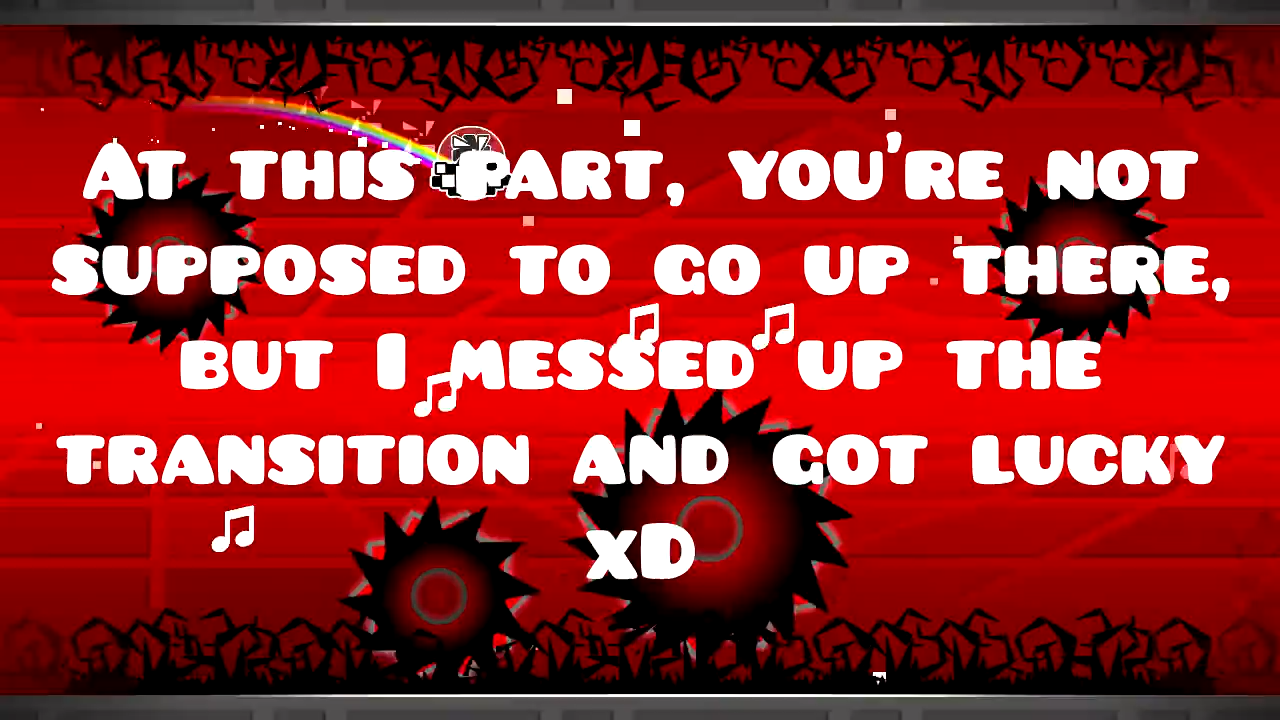 At this part, you're not
supposed to go up there,
but I messed up the
transition and got lucky
xD